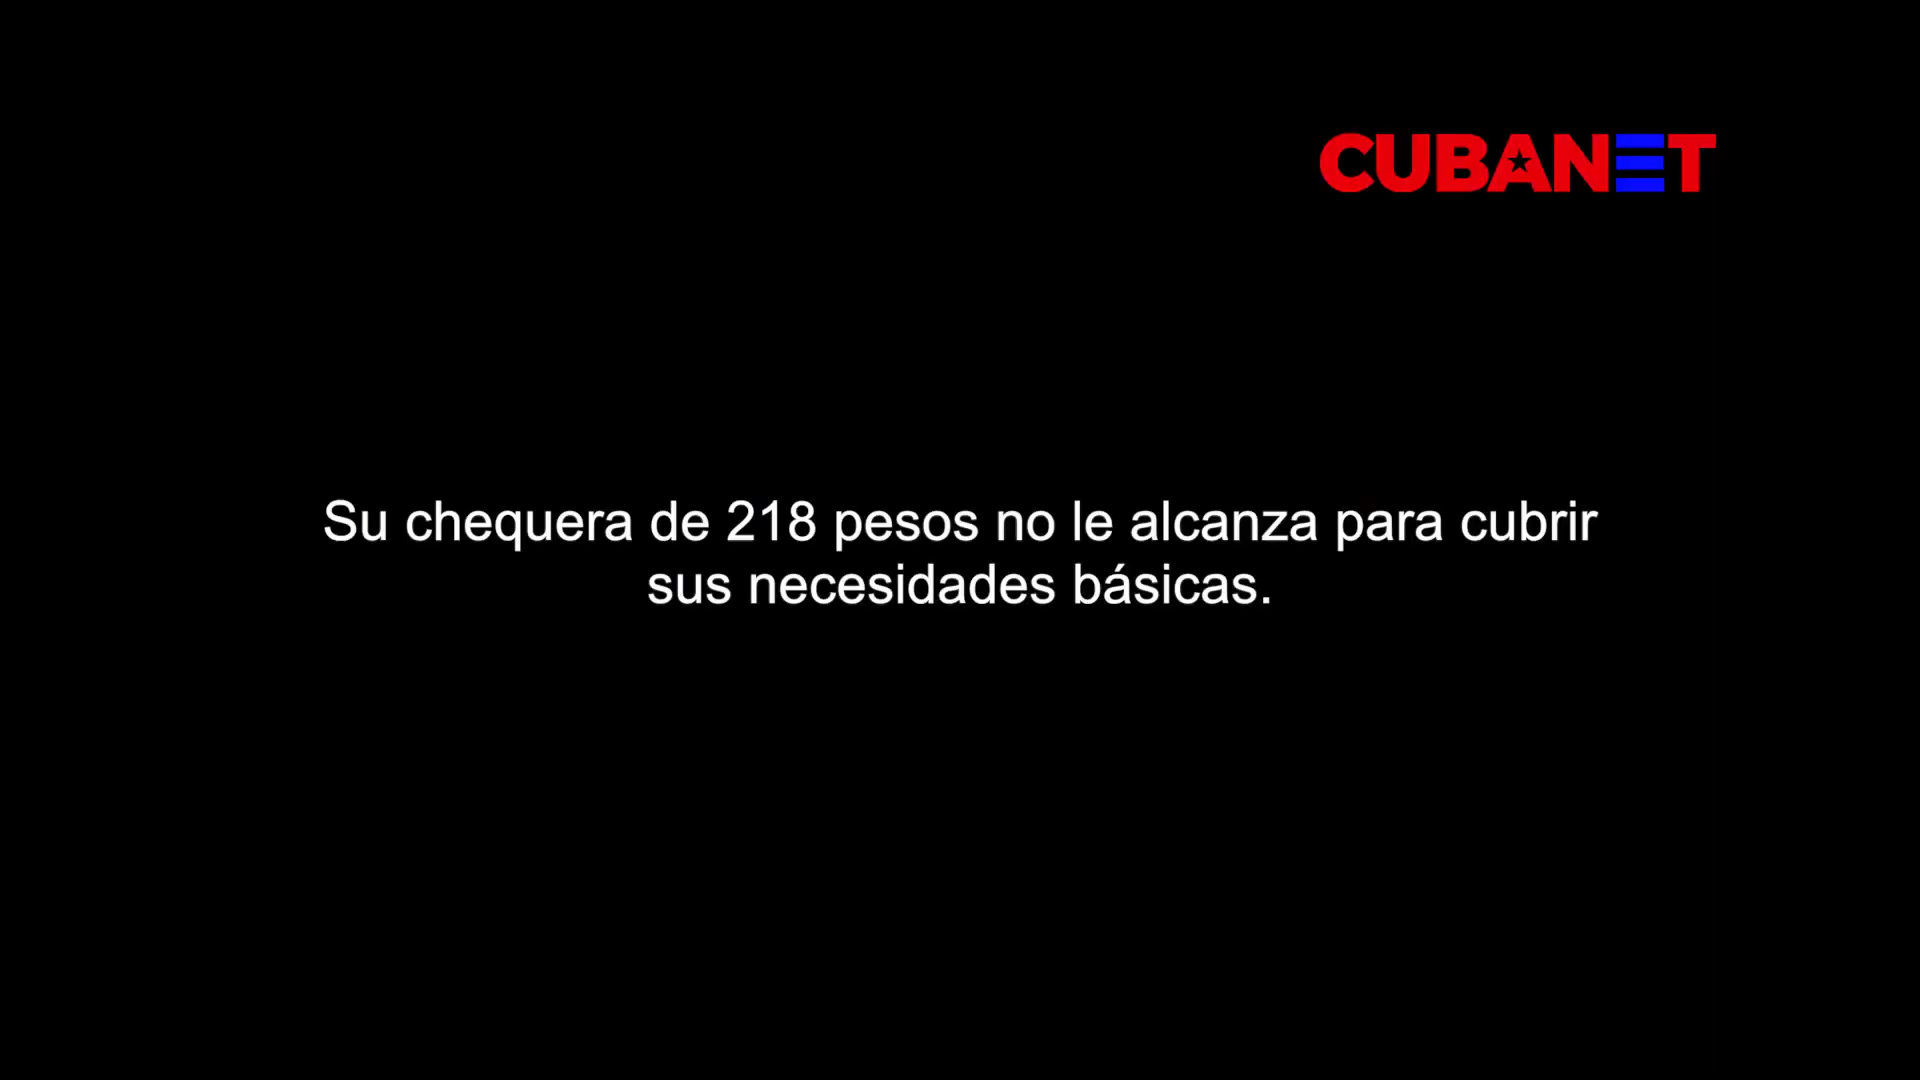 CUBANET
Su chequera de 218 pesos no le alcanza para cubrir
sus necesidades básicas.